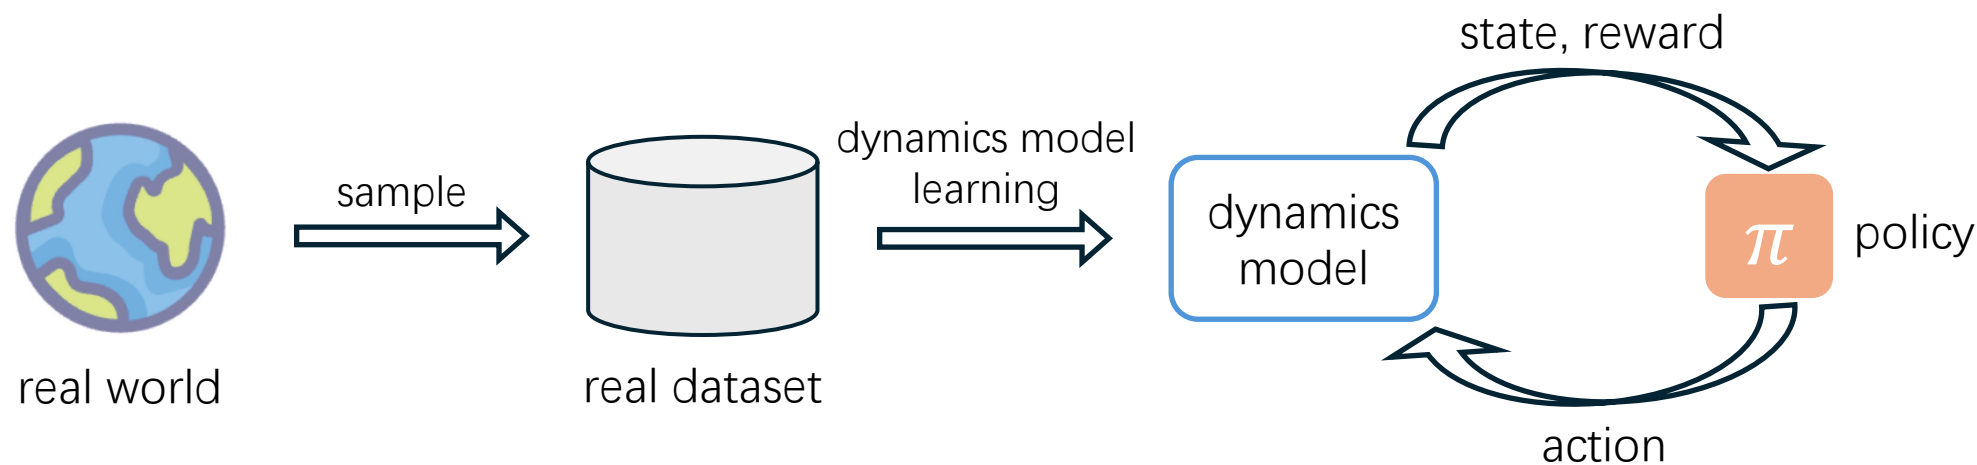 state, reward
dynamics model
learning
sample
dynamics
model
π
policy
real world
real dataset
action